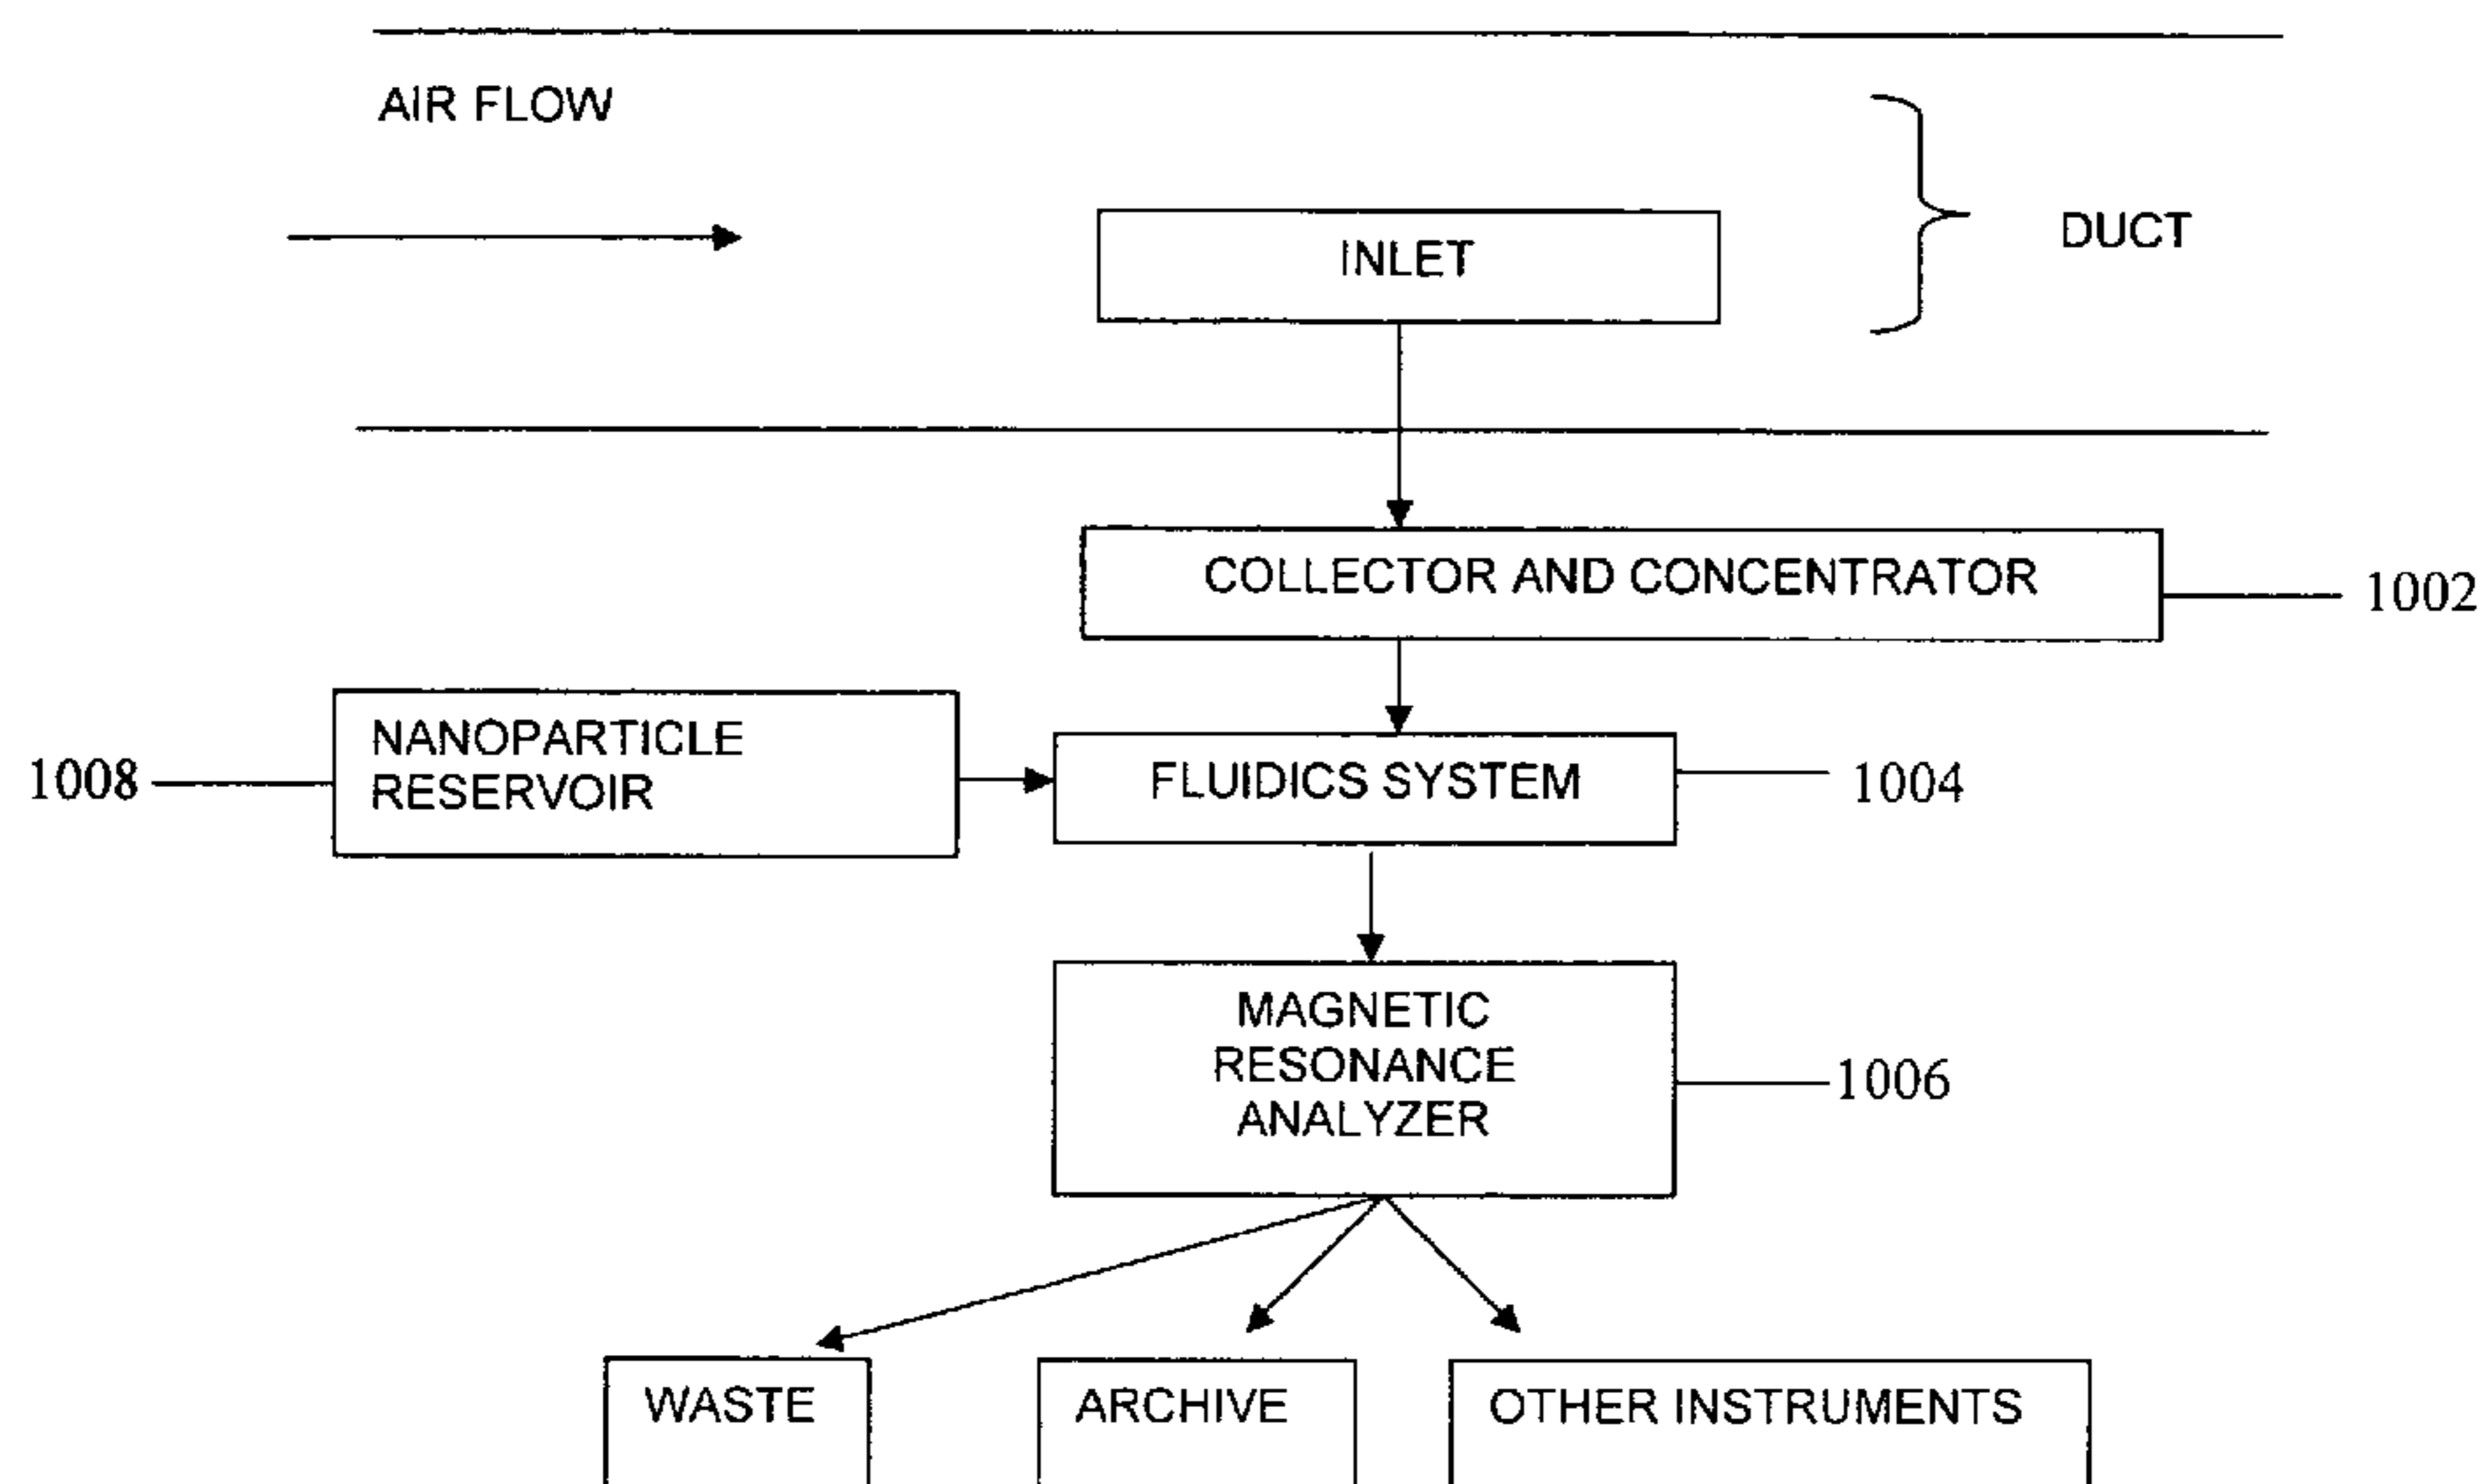 AIR FLOW
DUCT
INLET
COLLECTOR AND CONCENTRATOR
1002
NANOPARTICLE
RESERVOIR
1008
FLUIDICS SYSTEM
1004
MAGNETIC
RESONANCE
ANALYZER
1006
WASTE
ARCHIVE
OTHER INSTRUMENTS